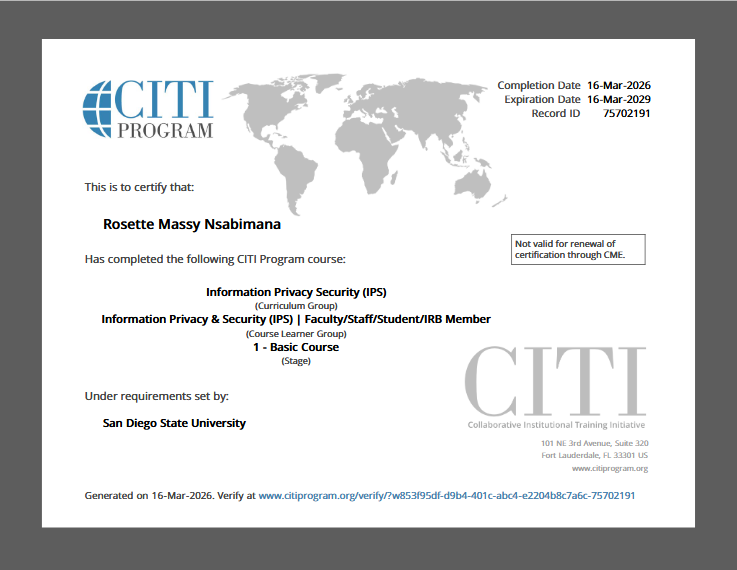 CITI
PROGRAM
Completion Date 16-Mar-2026
Expiration Date 16-Mar-2029
Record ID 75702191
This is to certify that:
Rosette Massy Nsabimana
Not valid for renewal of
certification through CME.
Has completed the following CITI Program course:
Information Privacy Security (IPS)
(Curriculum Group)
Information Privacy & Security (IPS) | Faculty/Staff/Student/IRB Member
(Course Learner Group)
1 - Basic Course
(Stage)
Under requirements set by:
San Diego State University
CITI
Collaborative Institutional Training Initiative
101 NE 3rd Avenue, Suite 320
Fort Lauderdale, FL 33301 US
www.citiprogram.org
Generated on 16-Mar-2026. Verify at www.citiprogram.org/verify/?w853f95df-d9b4-401c-abc4-e2204b8c7a6c-75702191